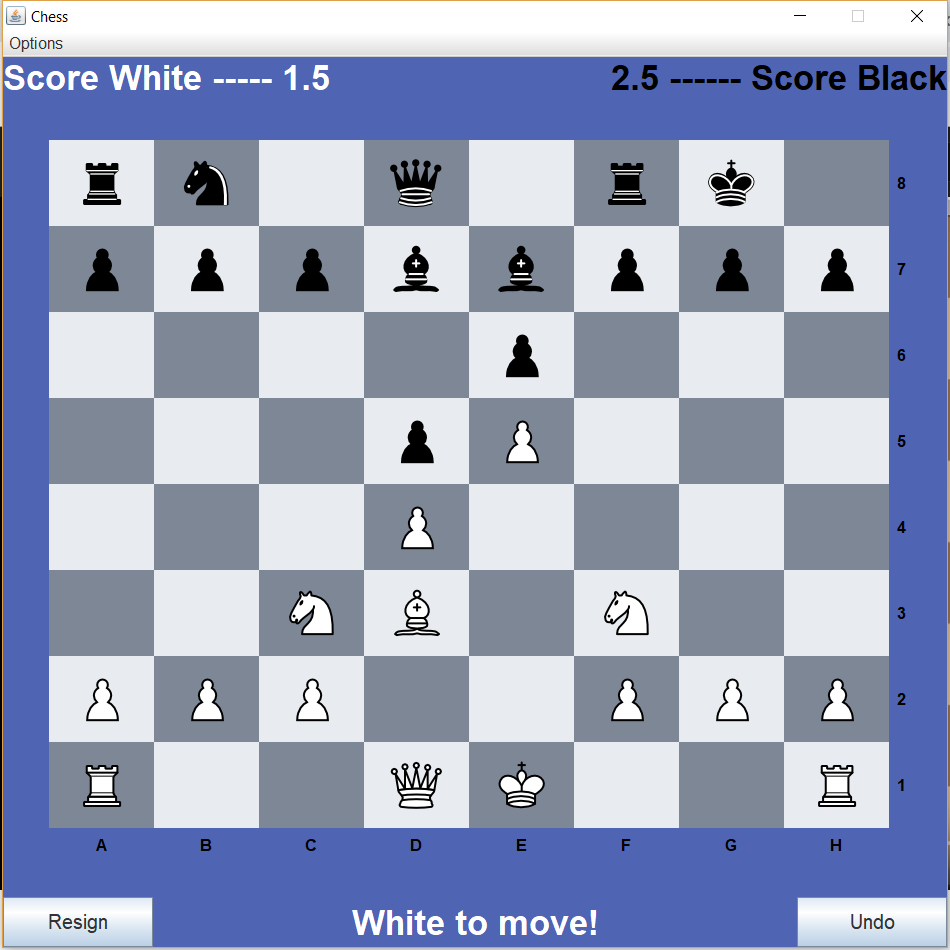 Chess
Options
Score White ----- 1.5
2.5 ------ Score Black
8
7
6
5
4
3
2
1
A B C D E F G H
Resign
White to move!
Undo